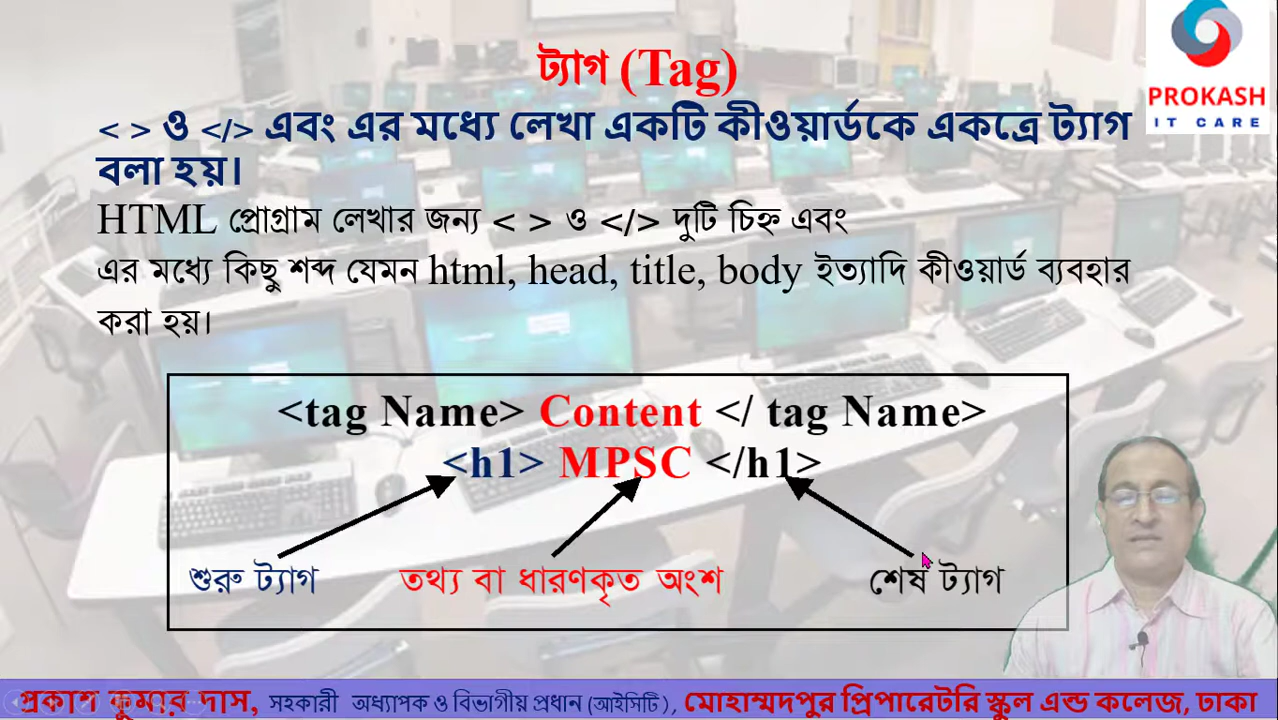 ট্যাগ (Tag)
PROKASH
IT CARE
< > ও </> এবং এর মধ্যে লেখা একটি কীওয়ার্ডকে একত্রে ট্যাগ
বলা হয়।
HTML প্রোগ্রাম লেখার জন্য < > ও </> দুটি চিহ্ন এবং
এর মধ্যে কিছু শব্দ যেমন html, head, title, body ইত্যাদি কীওয়ার্ড ব্যবহার
করা হয়।
<tag Name> Content </ tag Name>
<h1> MPSC </h1>
শুরু ট্যাগ তথ্য বা ধারণকৃত অংশ শেষ ট্যাগ
প্রকাশ কুমার দাস, সহকারী অধ্যাপক ও বিভাগীয় প্রধান (আইসিটি), মোহাম্মদপুর প্রিপারেটরি স্কুল এন্ড কলেজ, ঢাকা